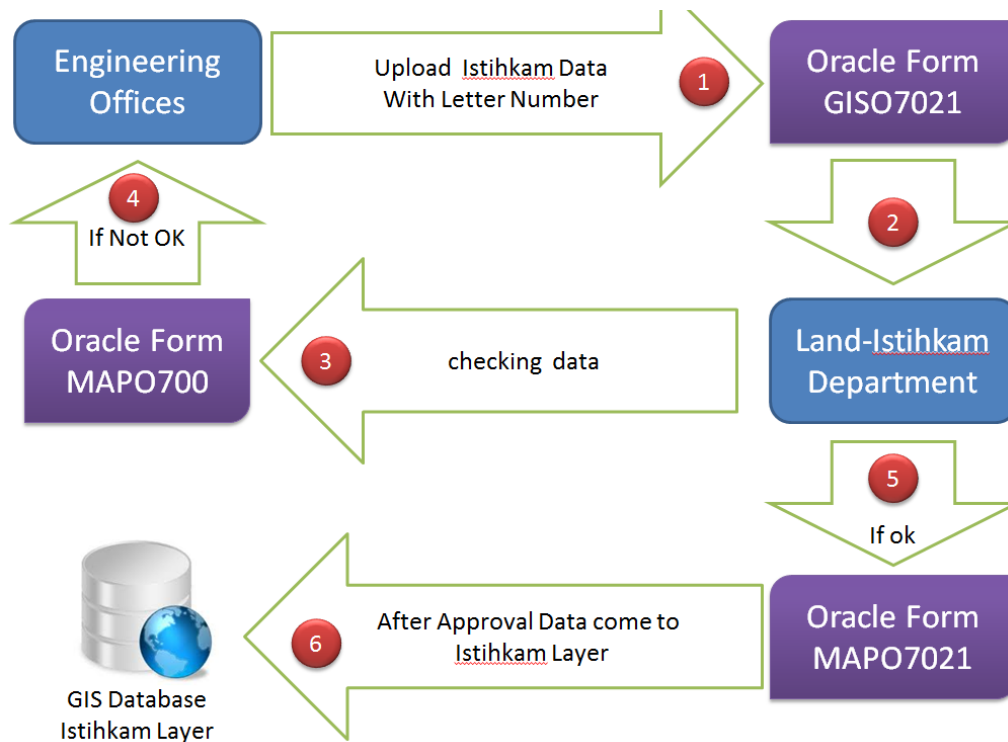 Engineering
Offices
Upload Istihkam Data
With Letter Number
1
Oracle Form
GISO7021
2
4
If Not OK
Oracle Form
MAPO700
3
checking data
Land-Istihkam
Department
5
If ok
GIS Database
Istihkam Layer
6
After Approval Data come to
Istihkam Layer
Oracle Form
MAPO7021